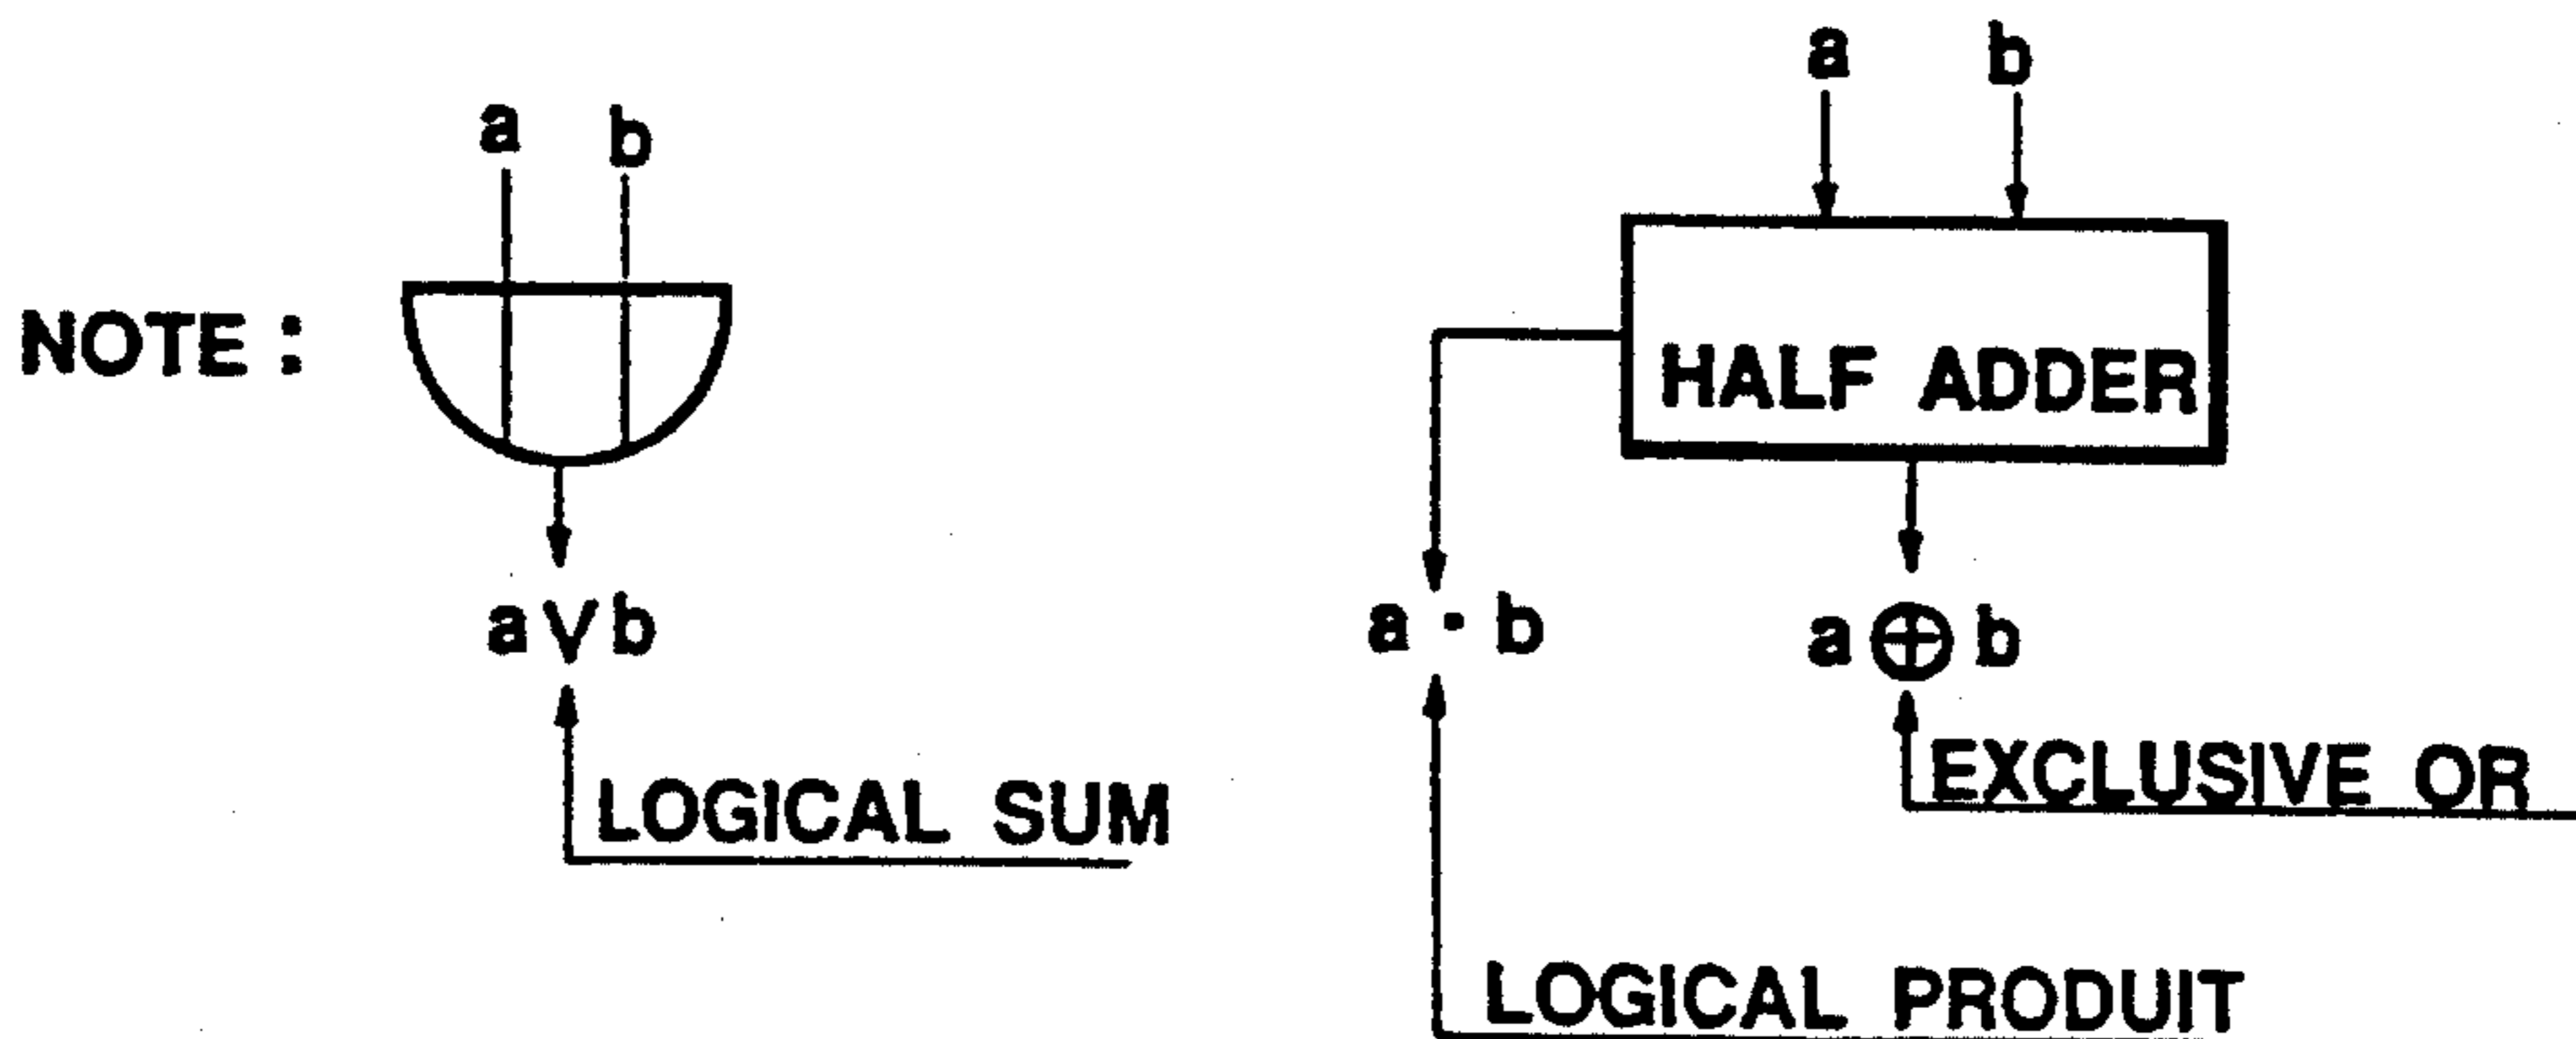 a b
NOTE :
a ∨ b
LOGICAL SUM
a b
HALF ADDER
a · b
a ⊕ b
EXCLUSIVE OR
LOGICAL PRODUIT